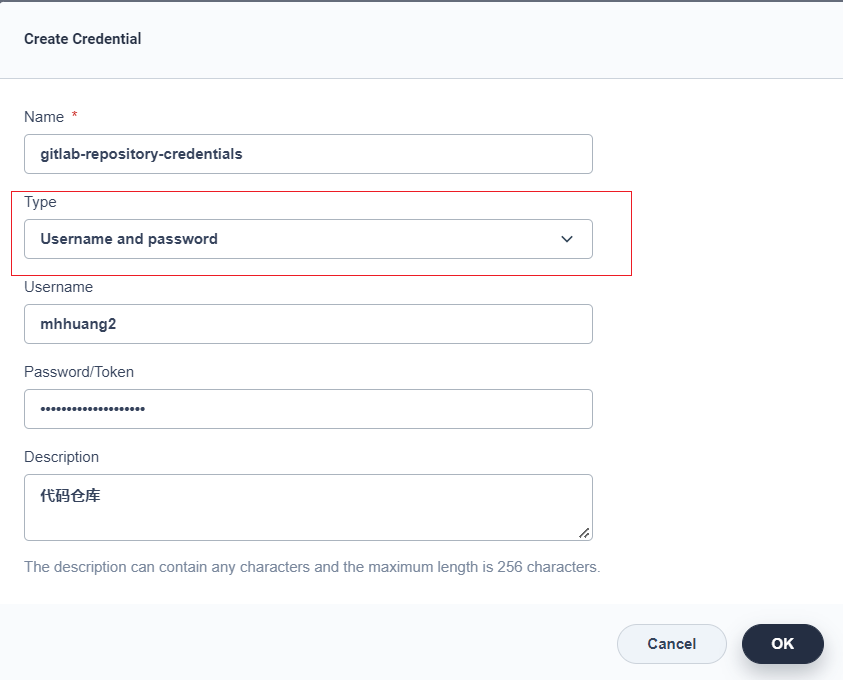 Create Credential
Name *
gitlab-repository-credentials
Type
Username and password
Username
mhhuang2
Password/Token
••••••••••••••••••••
Description
代码仓库
The description can contain any characters and the maximum length is 256 characters.
Cancel OK